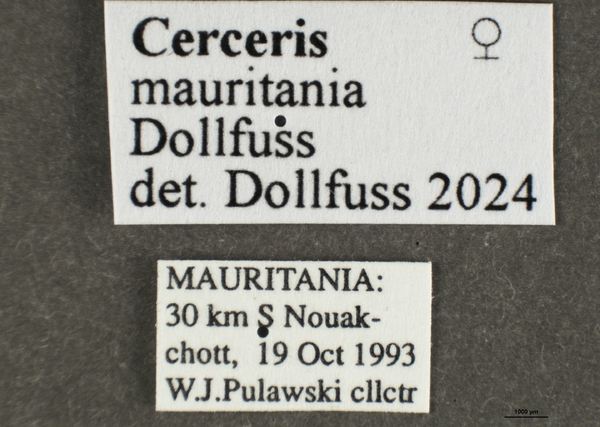 Cerceris ♀
mauritania
Dollfuss
det. Dollfuss 2024
MAURITANIA:
30 km S Nouak-
chott, 19 Oct 1993
W.J.Pulawski cllctr
1000 µm